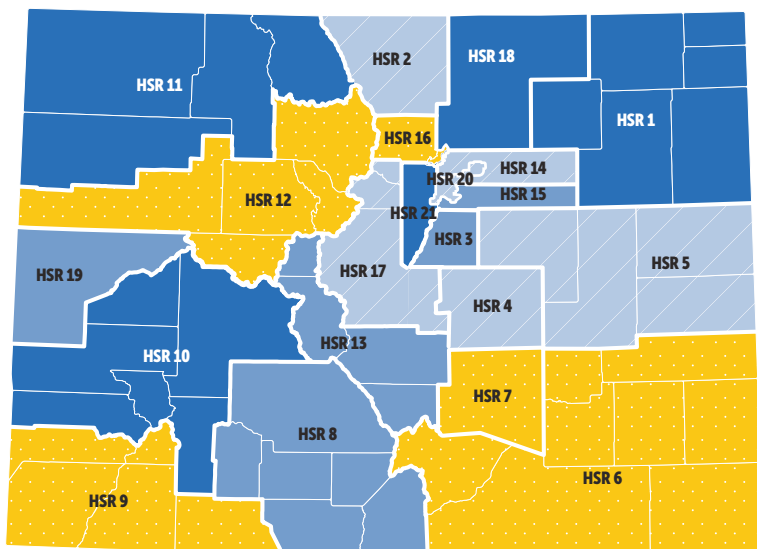 HSR 2
HSR 18
HSR 11
HSR 1
HSR 16
HSR 14
HSR 20
HSR 15
HSR 12
HSR 21
HSR 3
HSR 5
HSR 17
HSR 19
HSR 4
HSR 13
HSR 10
HSR 7
HSR 8
HSR 6
HSR 9